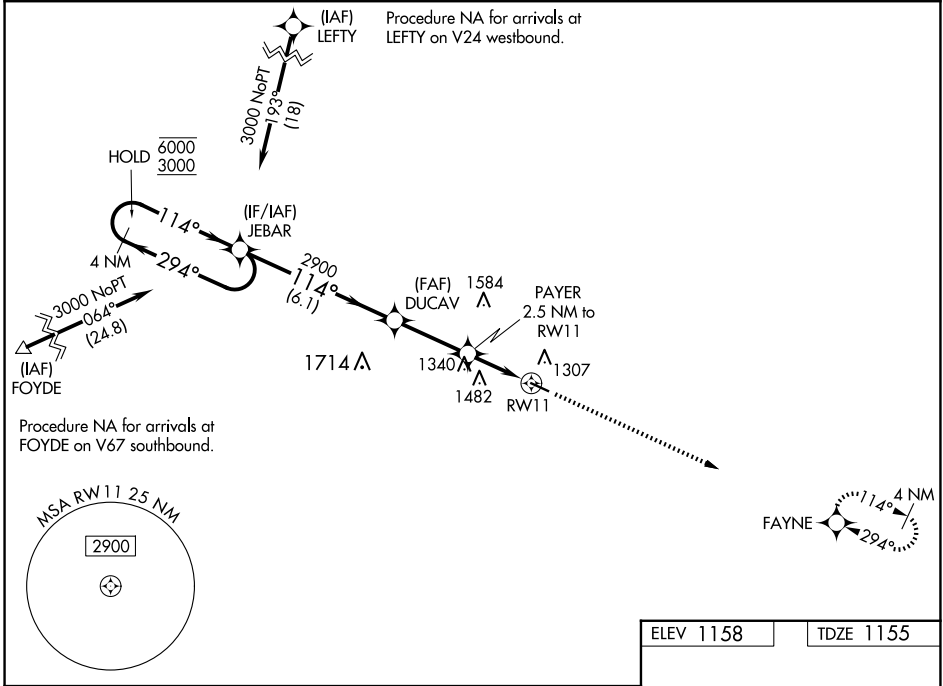 (IAF)
LEFTY
Procedure NA for arrivals at
LEFTY on V24 westbound.
3000 NoPT
193°
(18)
HOLD 6000
3000
114°
(IF/IAF)
JEBAR
4 NM
294°
2900
114°
(6.1)
(FAF)
DUCAV
1584
PAYER
2.5 NM to
RW11
3000 NoPT
064°
(24.8)
(IAF)
FOYDE
1714
1340
1482
1307
RW11
Procedure NA for arrivals at
FOYDE on V67 southbound.
MSA RW11 25 NM
2900
FAYNE
114°
4 NM
294°
ELEV 1158
TDZE 1155